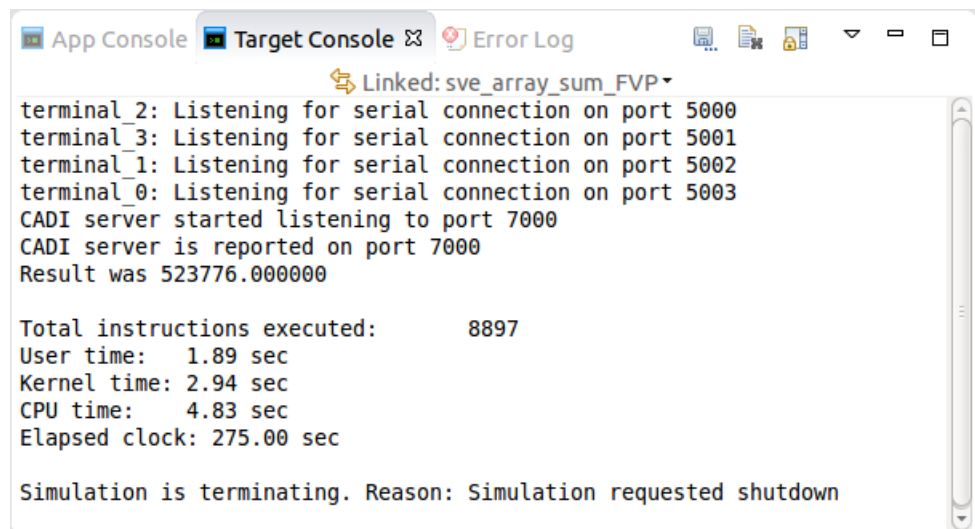 App Console Target Console Error Log
Linked: sve_array_sum_FVP
terminal_2: Listening for serial connection on port 5000
terminal_3: Listening for serial connection on port 5001
terminal_1: Listening for serial connection on port 5002
terminal_0: Listening for serial connection on port 5003
CADI server started listening to port 7000
CADI server is reported on port 7000
Result was 523776.000000
Total instructions executed: 8897
User time: 1.89 sec
Kernel time: 2.94 sec
CPU time: 4.83 sec
Elapsed clock: 275.00 sec
Simulation is terminating. Reason: Simulation requested shutdown